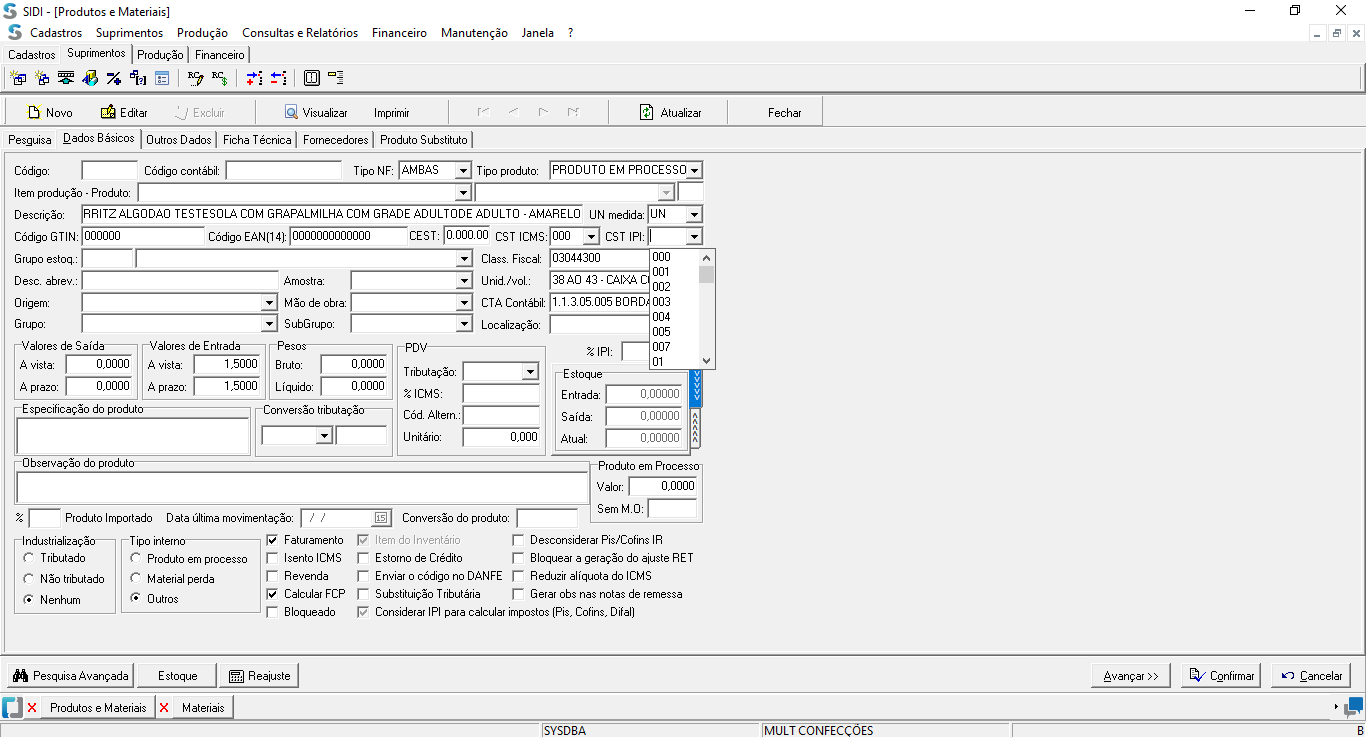 SIDI - [Produtos e Materiais]
Cadastros Suprimentos Produção Consultas e Relatórios Financeiro Manutenção Janela ?
Cadastros Suprimentos Produção Financeiro
Novo Editar Excluir Visualizar Imprimir Atualizar Fechar
Pesquisa Dados Básicos Outros Dados Ficha Técnica Fornecedores Produto Substituto
Código: Código contábil: Tipo NF: AMBAS Tipo produto: PRODUTO EM PROCESSO
Item produção - Produto:
Descrição: RRITZ ALGODAO TESTESOLA COM GRAPALMILHA COM GRADE ADULTODE ADULTO - AMARELO UN medida: UN
Código GTIN: 000000 Código EAN(14): 0000000000000 CEST: 0.000.00 CST ICMS: 000 CST IPI:
Grupo estoq.: Class. Fiscal: 03044300 000
001
Desc. abrev.: Amostra: Unid./vol.: 38 AO 43 - CAIXA C 002
Origem: Mão de obra: CTA Contábil: 1.1.3.05.005 BORDA 003
004
Grupo: SubGrupo: Localização: 005
007
01
Valores de Saída Valores de Entrada Pesos PDV % IPI:
A vista: 0,0000 A vista: 1,5000 Bruto: 0,0000 Tributação: Estoque
A prazo: 0,0000 A prazo: 1,5000 Líquido: 0,0000 % ICMS: Entrada: 0,00000
Especificação do produto Conversão tributação Cód. Altern.: Saída: 0,00000
Unitário: 0,000 Atual: 0,00000
Observação do produto Produto em Processo
Valor: 0,0000
Sem M.O:
% Produto Importado Data última movimentação: / / 15 Conversão do produto:
Industrialização Tipo interno Faturamento Item do Inventário Desconsiderar Pis/Cofins IR
Tributado Produto em processo Isento ICMS Estorno de Crédito Bloquear a geração do ajuste RET
Não tributado Material perda Revenda Enviar o código no DANFE Reduzir alíquota do ICMS
Nenhum Outros Calcular FCP Substituição Tributária Gerar obs nas notas de remessa
Bloqueado Considerar IPI para calcular impostos (Pis, Cofins, Difal)
Pesquisa Avançada Estoque Reajuste Avançar >> Confirmar Cancelar
Produtos e Materiais Materiais
SYSDBA MULT CONFECÇÕES B